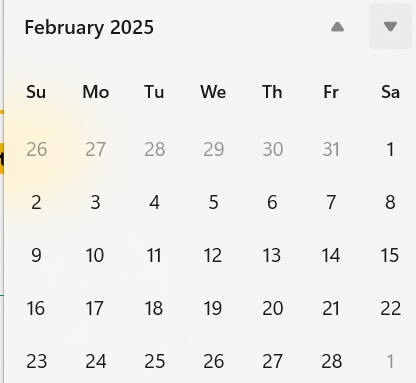 February 2025
Su Mo Tu We Th Fr Sa
26 27 28 29 30 31 1
2 3 4 5 6 7 8
9 10 11 12 13 14 15
16 17 18 19 20 21 22
23 24 25 26 27 28 1